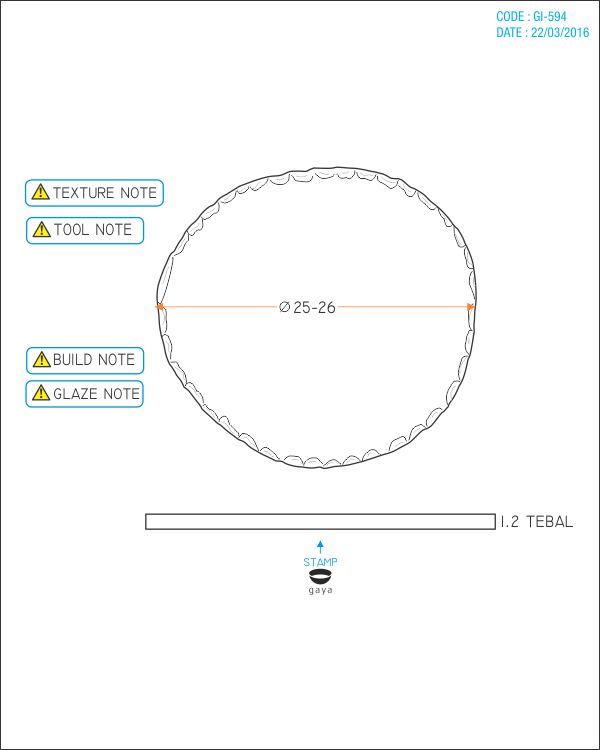 CODE : GI-594
DATE : 22/03/2016
TEXTURE NOTE
TOOL NOTE
Ø 25-26
BUILD NOTE
GLAZE NOTE
1.2 TEBAL
STAMP
gaya